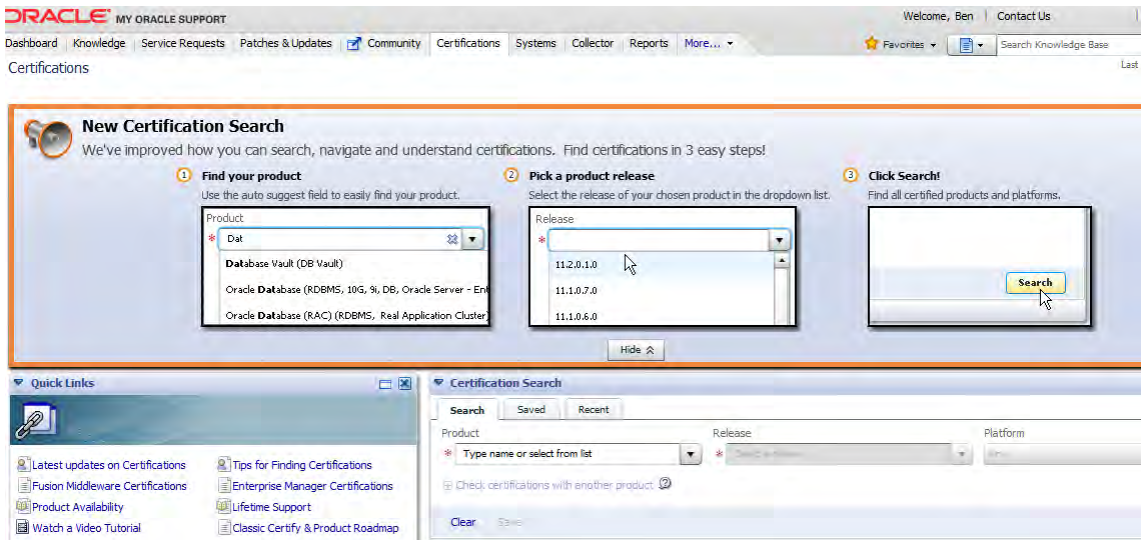 ORACLE MY ORACLE SUPPORT
Welcome, Ben Contact Us
Dashboard Knowledge Service Requests Patches & Updates Community Certifications Systems Collector Reports More... Favorites Search Knowledge Base
Certifications
Last
New Certification Search
We've improved how you can search, navigate and understand certifications. Find certifications in 3 easy steps!
1 Find your product
Use the auto suggest field to easily find your product.
Product
* Dat
Database Vault (DB Vault)
Oracle Database (RDBMS, 10G, 9i, DB, Oracle Server - Ent
Oracle Database (RAC) (RDBMS, Real Application Cluster)
2 Pick a product release
Select the release of your chosen product in the dropdown list.
Release
*
11.2.0.1.0
11.1.0.7.0
11.1.0.6.0
3 Click Search!
Find all certified products and platforms.
Search
Hide
Quick Links
Latest updates on Certifications
Tips for Finding Certifications
Fusion Middleware Certifications
Enterprise Manager Certifications
Product Availability
Lifetime Support
Watch a Video Tutorial
Classic Certify & Product Roadmap
Certification Search
Search Saved Recent
Product Release Platform
* Type name or select from list *
Check certifications with another product ?
Clear Save